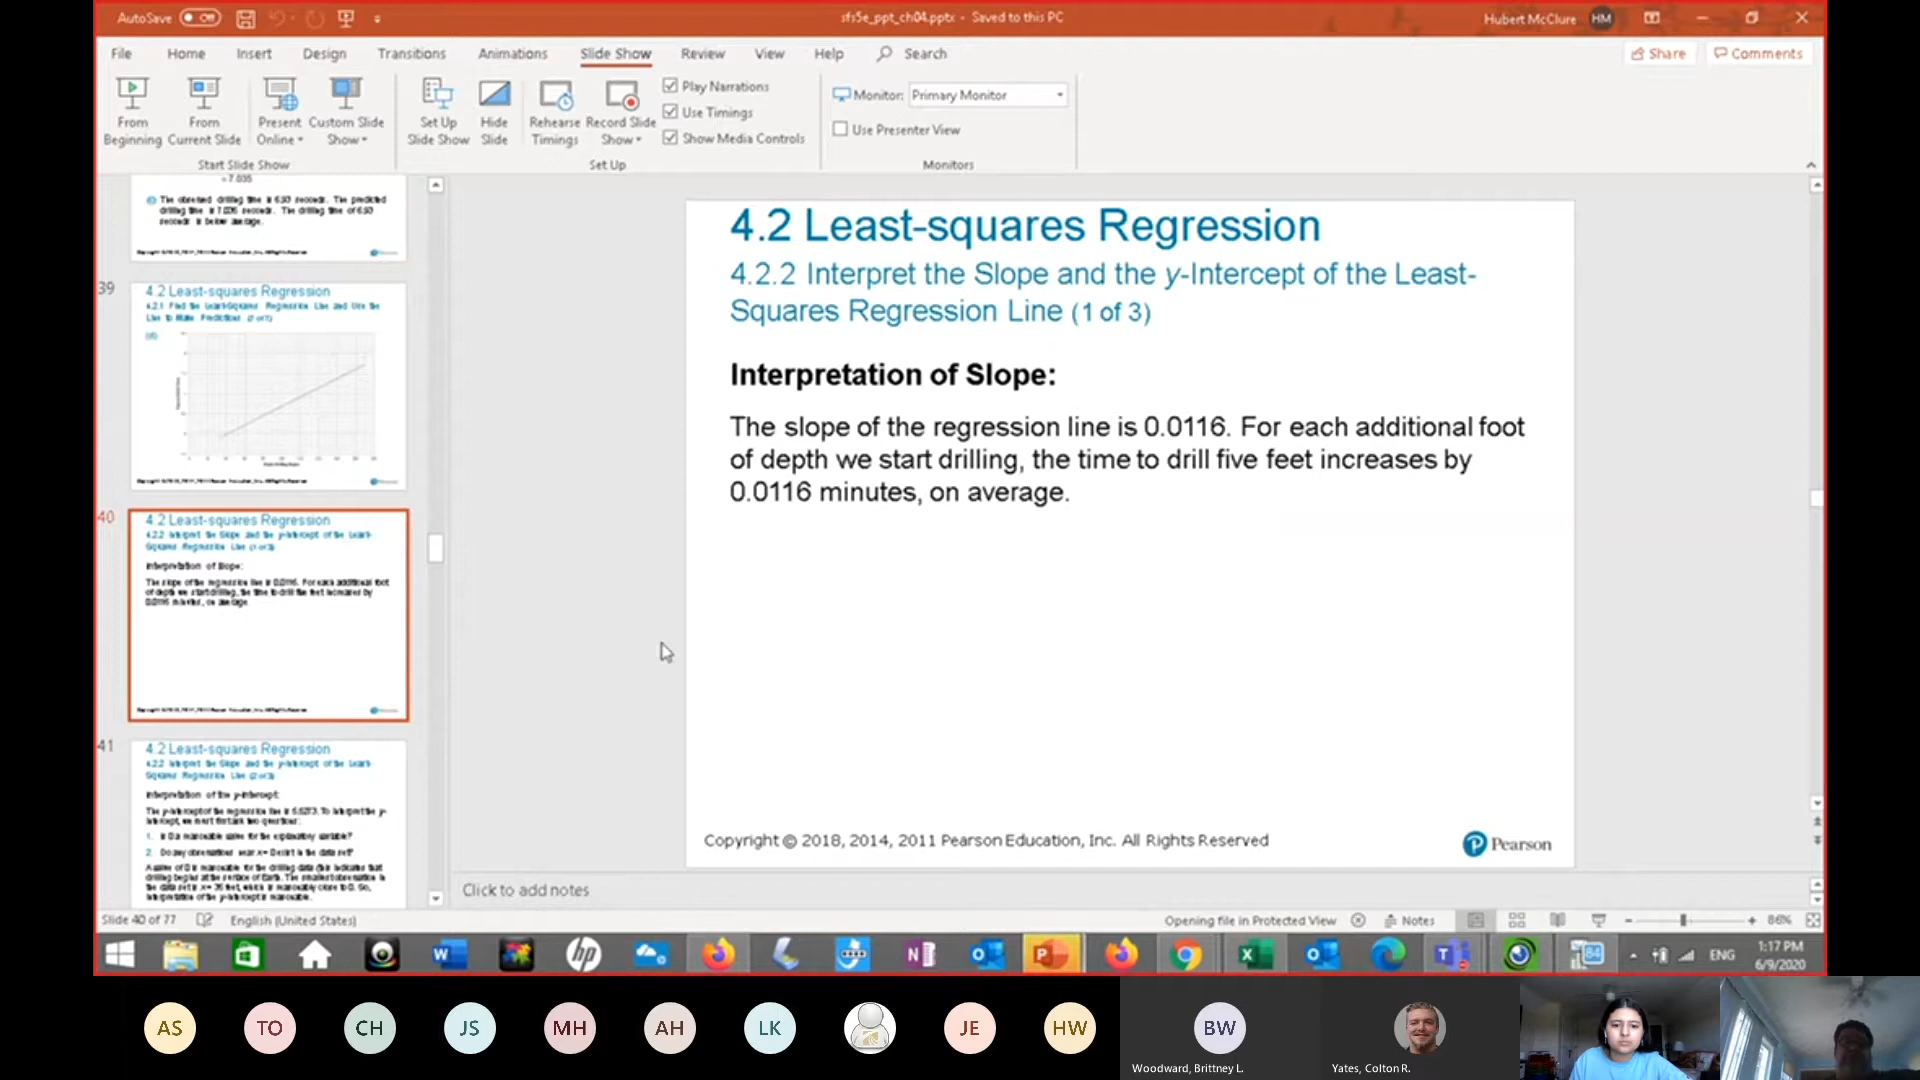 AutoSave Off
sfs5e_ppt_ch04.pptx - Saved to this PC
Hubert McClure HM
File Home Insert Design Transitions Animations Slide Show Review View Help Search
Share Comments
From Beginning
From Current Slide
Present Online
Custom Slide Show
Set Up Slide Show
Hide Slide
Rehearse Timings
Record Slide Show
Play Narrations
Use Timings
Show Media Controls
Monitor: Primary Monitor
Use Presenter View
Start Slide Show
Set Up
Monitors
39
4.2 Least-squares Regression
40
4.2 Least-squares Regression
41
4.2 Least-squares Regression
4.2 Least-squares Regression
4.2.2 Interpret the Slope and the y-Intercept of the Least-
Squares Regression Line (1 of 3)
Interpretation of Slope:
The slope of the regression line is 0.0116. For each additional foot
of depth we start drilling, the time to drill five feet increases by
0.0116 minutes, on average.
Copyright © 2018, 2014, 2011 Pearson Education, Inc. All Rights Reserved
Pearson
Click to add notes
Slide 40 of 77 English (United States)
Opening file in Protected View
Notes
86%
ENG
1:17 PM
6/9/2020
AS TO CH JS MH AH LK JE HW BW
Woodward, Brittney L.
Yates, Colton R.